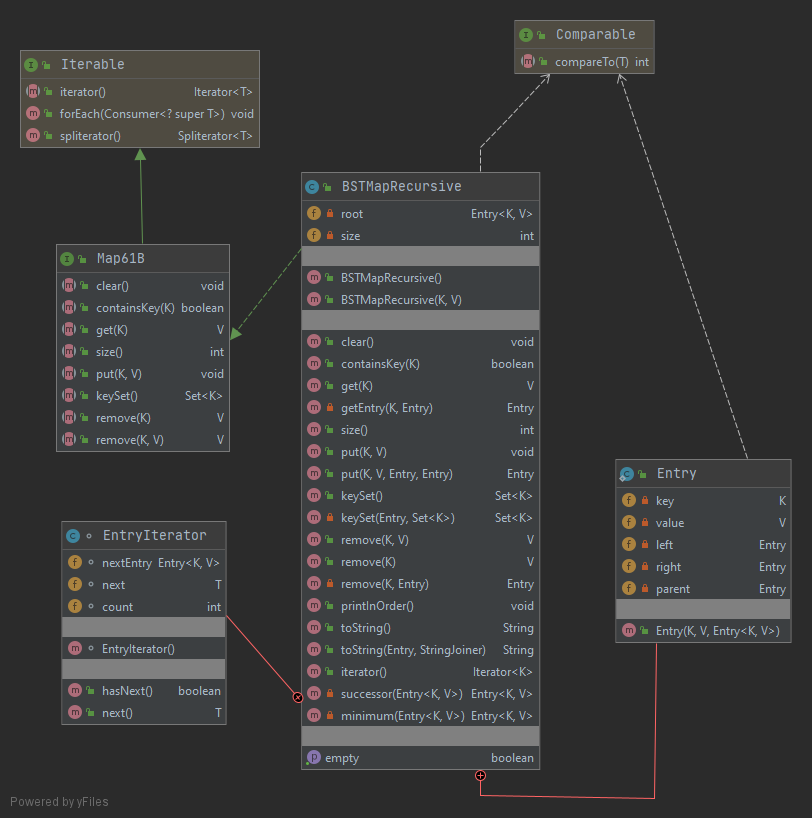 Comparable
compareTo(T) int
Iterable
iterator() Iterator<T>
forEach(Consumer<? super T>) void
spliterator() Spliterator<T>
BSTMapRecursive
root Entry<K, V>
size int
BSTMapRecursive()
BSTMapRecursive(K, V)
clear() void
containsKey(K) boolean
get(K) V
getEntry(K, Entry) Entry
size() int
put(K, V) void
put(K, V, Entry, Entry) Entry
keySet() Set<K>
keySet(Entry, Set<K>) Set<K>
remove(K, V) V
remove(K) V
remove(K, Entry) Entry
printInOrder() void
toString() String
toString(Entry, StringJoiner) String
iterator() Iterator<K>
successor(Entry<K, V>) Entry<K, V>
minimum(Entry<K, V>) Entry<K, V>
empty boolean
Map61B
clear() void
containsKey(K) boolean
get(K) V
size() int
put(K, V) void
keySet() Set<K>
remove(K) V
remove(K, V) V
Entry
key K
value V
left Entry
right Entry
parent Entry
Entry(K, V, Entry<K, V>)
EntryIterator
nextEntry Entry<K, V>
next T
count int
EntryIterator()
hasNext() boolean
next() T
Powered by yFiles